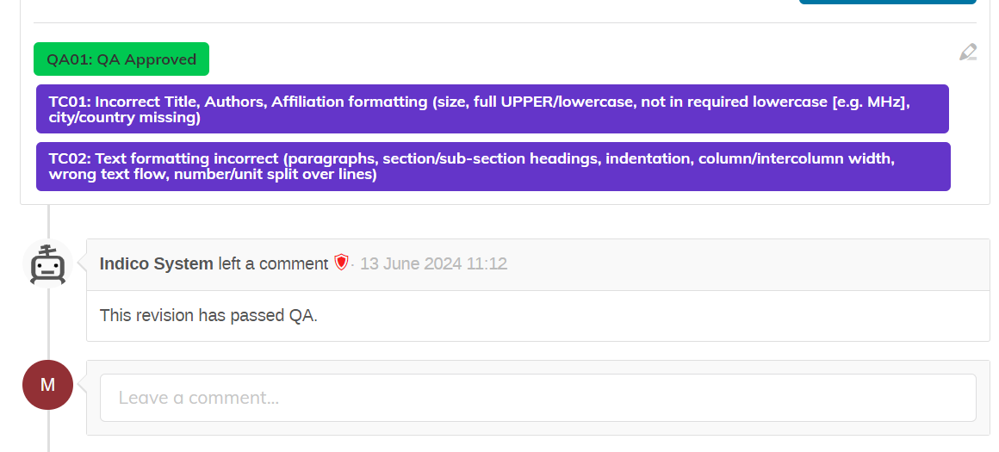 QA01: QA Approved
TC01: Incorrect Title, Authors, Affiliation formatting (size, full UPPER/lowercase, not in required lowercase [e.g. MHz],
city/country missing)
TC02: Text formatting incorrect (paragraphs, section/sub-section headings, indentation, column/intercolumn width,
wrong text flow, number/unit split over lines)
Indico System left a comment · 13 June 2024 11:12
This revision has passed QA.
M
Leave a comment...